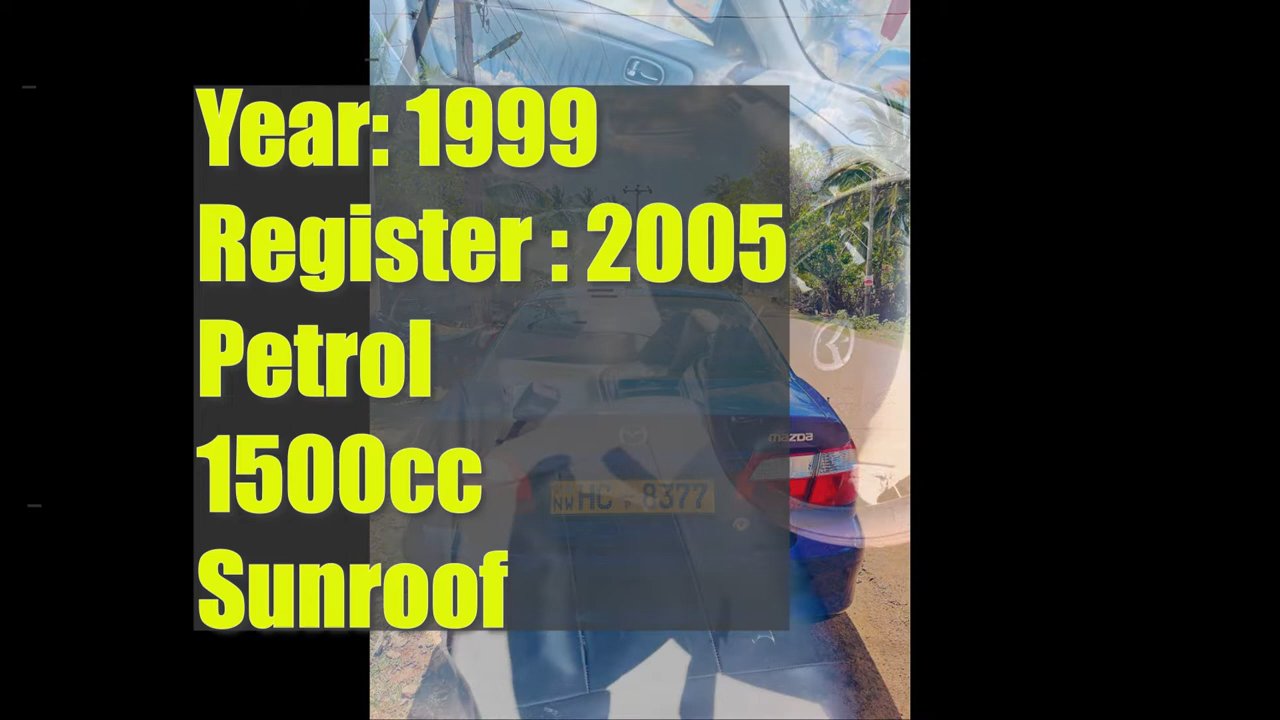 Year: 1999
Register : 2005
Petrol
1500cc
Sunroof
mazda
NW HC - 8377